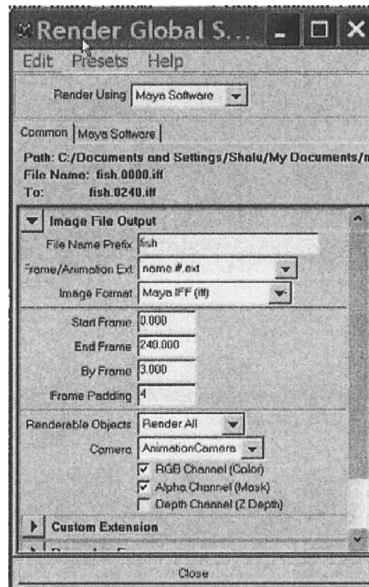 Render Global S...
Edit Presets Help
Render Using Maya Software
Common Maya Software
Path: C:/Documents and Settings/Shalu/My Documents/
File Name: fish.0000.iff
To: fish.0240.iff
Image File Output
File Name Prefix fish
Frame/Animation Ext name.#.ext
Image Format Maya IFF (iff)
Start Frame 0.000
End Frame 240.000
By Frame 3.000
Frame Padding 4
Renderable Objects Render All
Camera AnimationCamera
RGB Channel (Color)
Alpha Channel (Mask)
Depth Channel (Z Depth)
Custom Extension
Close